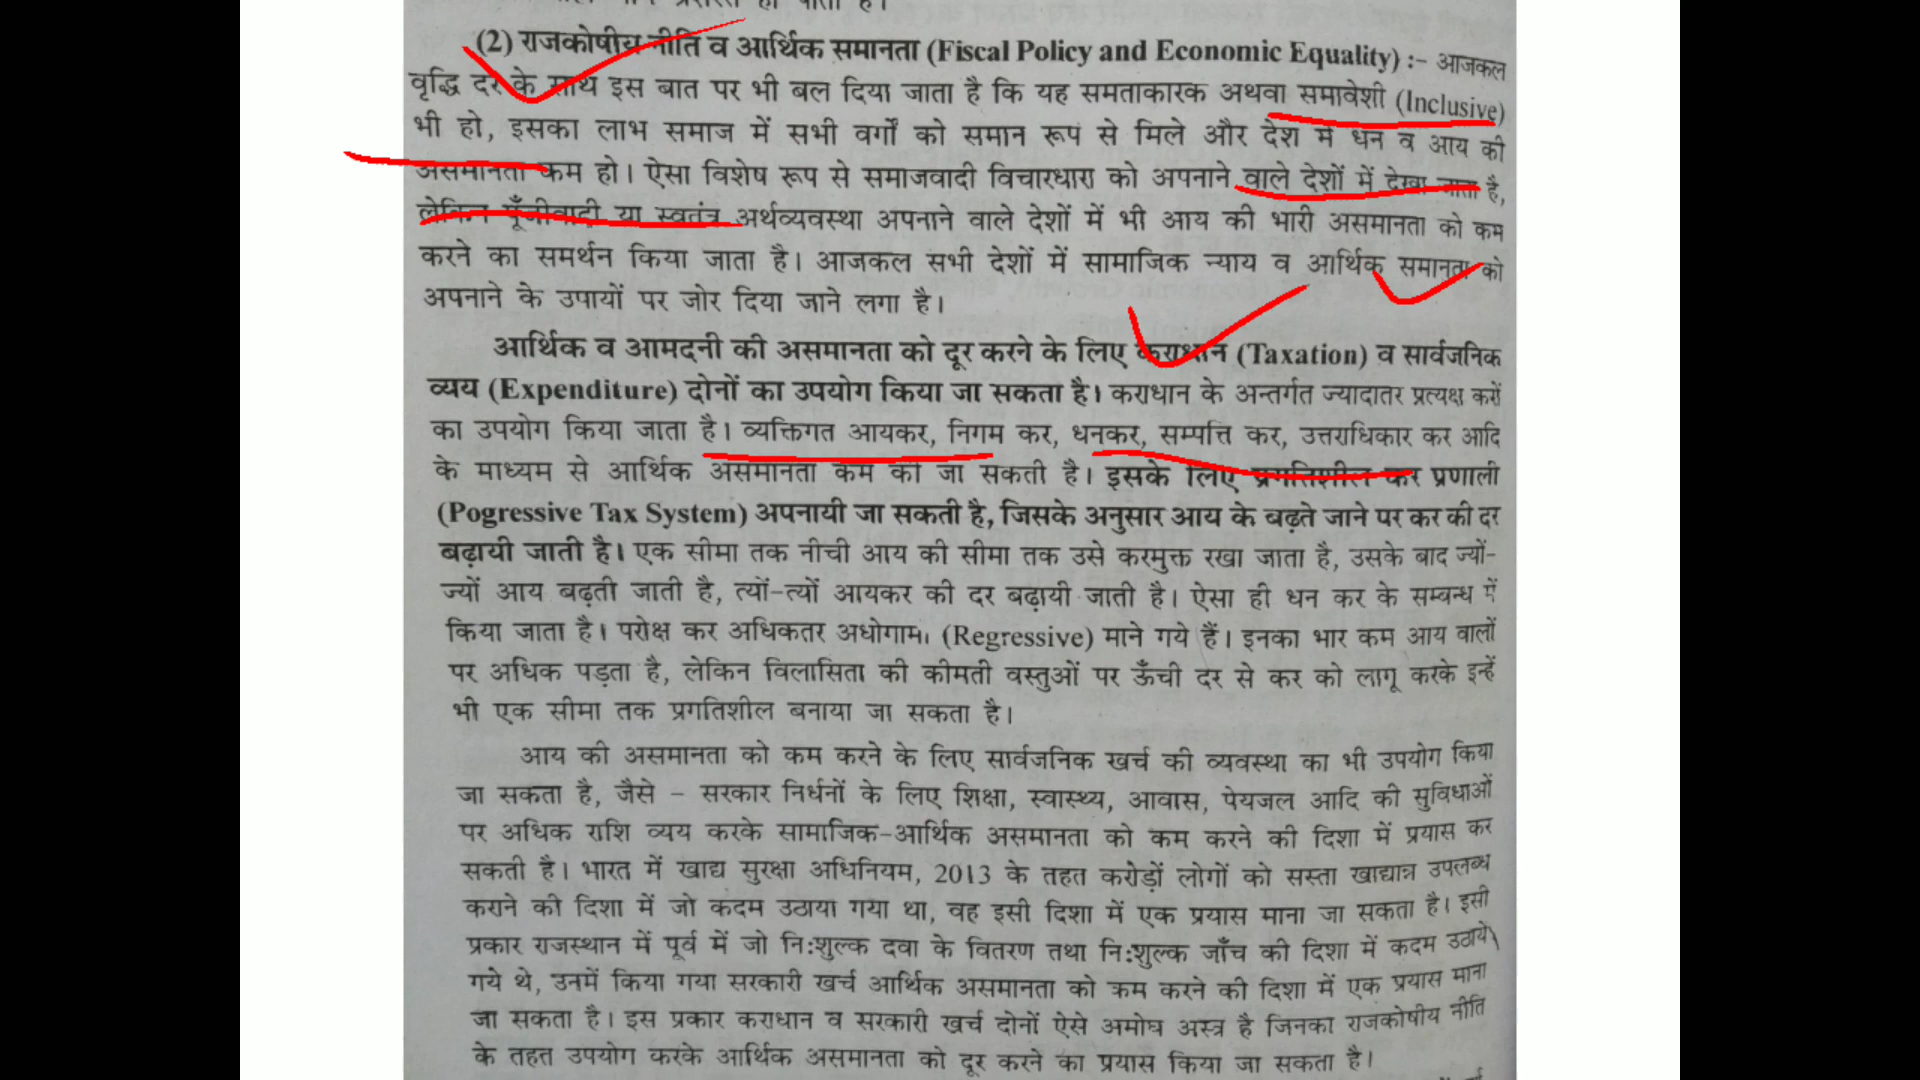 (2) राजकोषीय नीति व आर्थिक समानता (Fiscal Policy and Economic Equality) :- आजकल
वृद्धि दर के साथ इस बात पर भी बल दिया जाता है कि यह समताकारक अथवा समावेशी (Inclusive)
भी हो, इसका लाभ समाज में सभी वर्गों को समान रूप से मिले और देश में धन व आय की
असमानता कम हो। ऐसा विशेष रूप से समाजवादी विचारधारा को अपनाने वाले देशों में देखा जाता है,
लेकिन पूँजीवादी या स्वतंत्र अर्थव्यवस्था अपनाने वाले देशों में भी आय की भारी असमानता को कम
करने का समर्थन किया जाता है। आजकल सभी देशों में सामाजिक न्याय व आर्थिक समानता को
अपनाने के उपायों पर जोर दिया जाने लगा है।
आर्थिक व आमदनी की असमानता को दूर करने के लिए कराधान (Taxation) व सार्वजनिक
व्यय (Expenditure) दोनों का उपयोग किया जा सकता है। कराधान के अन्तर्गत ज्यादातर प्रत्यक्ष करों
का उपयोग किया जाता है। व्यक्तिगत आयकर, निगम कर, धनकर, सम्पत्ति कर, उत्तराधिकार कर आदि
के माध्यम से आर्थिक असमानता कम की जा सकती है। इसके लिए प्रगतिशील कर प्रणाली
(Pogressive Tax System) अपनायी जा सकती है, जिसके अनुसार आय के बढ़ते जाने पर कर की दर
बढ़ायी जाती है। एक सीमा तक नीची आय की सीमा तक उसे करमुक्त रखा जाता है, उसके बाद ज्यों-
ज्यों आय बढ़ती जाती है, त्यों-त्यों आयकर की दर बढ़ायी जाती है। ऐसा ही धन कर के सम्बन्ध में
किया जाता है। परोक्ष कर अधिकतर अधोगामी (Regressive) माने गये हैं। इनका भार कम आय वालों
पर अधिक पड़ता है, लेकिन विलासिता की कीमती वस्तुओं पर ऊँची दर से कर को लागू करके इन्हें
भी एक सीमा तक प्रगतिशील बनाया जा सकता है।
आय की असमानता को कम करने के लिए सार्वजनिक खर्च की व्यवस्था का भी उपयोग किया
जा सकता है, जैसे - सरकार निर्धनों के लिए शिक्षा, स्वास्थ्य, आवास, पेयजल आदि की सुविधाओं
पर अधिक राशि व्यय करके सामाजिक-आर्थिक असमानता को कम करने की दिशा में प्रयास कर
सकती है। भारत में खाद्य सुरक्षा अधिनियम, 2013 के तहत करोड़ों लोगों को सस्ता खाद्यान्न उपलब्ध
कराने की दिशा में जो कदम उठाया गया था, वह इसी दिशा में एक प्रयास माना जा सकता है। इसी
प्रकार राजस्थान में पूर्व में जो नि:शुल्क दवा के वितरण तथा नि:शुल्क जाँच की दिशा में कदम उठाये
गये थे, उनमें किया गया सरकारी खर्च आर्थिक असमानता को कम करने की दिशा में एक प्रयास माना
जा सकता है। इस प्रकार कराधान व सरकारी खर्च दोनों ऐसे अमोघ अस्त्र है जिनका राजकोषीय नीति
के तहत उपयोग करके आर्थिक असमानता को दूर करने का प्रयास किया जा सकता है।